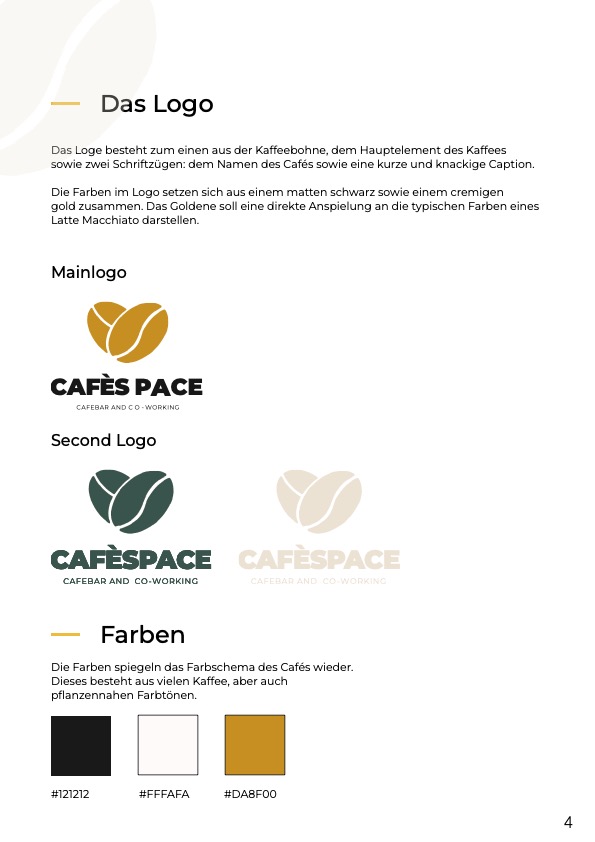 Das Logo
Das Loge besteht zum einen aus der Kaffeebohne, dem Hauptelement des Kaffees
sowie zwei Schriftzügen: dem Namen des Cafés sowie eine kurze und knackige Caption.
Die Farben im Logo setzen sich aus einem matten schwarz sowie einem cremigen
gold zusammen. Das Goldene soll eine direkte Anspielung an die typischen Farben eines
Latte Macchiato darstellen.
Mainlogo
CAFÈS PACE
CAFEBAR AND C O - WORKING
Second Logo
CAFÈSPACE CAFÈSPACE
CAFEBAR AND CO-WORKING CAFEBAR AND CO-WORKING
Farben
Die Farben spiegeln das Farbschema des Cafés wieder.
Dieses besteht aus vielen Kaffee, aber auch
pflanzennahen Farbtönen.
#121212 #FFFAFA #DA8F00
4